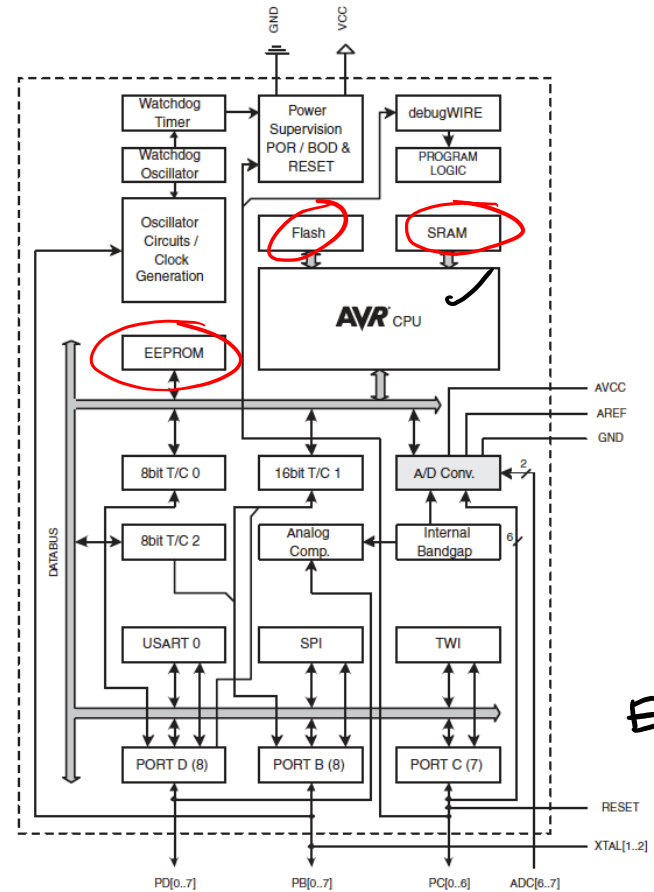 GND
VCC
Watchdog
Timer
Power
Supervision
POR / BOD &
RESET
debugWIRE
Watchdog
Oscillator
PROGRAM
LOGIC
Oscillator
Circuits /
Clock
Generation
Flash
SRAM
AVR CPU
EEPROM
AVCC
AREF
GND
8bit T/C 0
16bit T/C 1
A/D Conv.
2
8bit T/C 2
Analog
Comp.
Internal
Bandgap
6
DATABUS
USART 0
SPI
TWI
E
PORT D (8)
PORT B (8)
PORT C (7)
RESET
XTAL[1..2]
PD[0..7]
PB[0..7]
PC[0..6]
ADC[6..7]